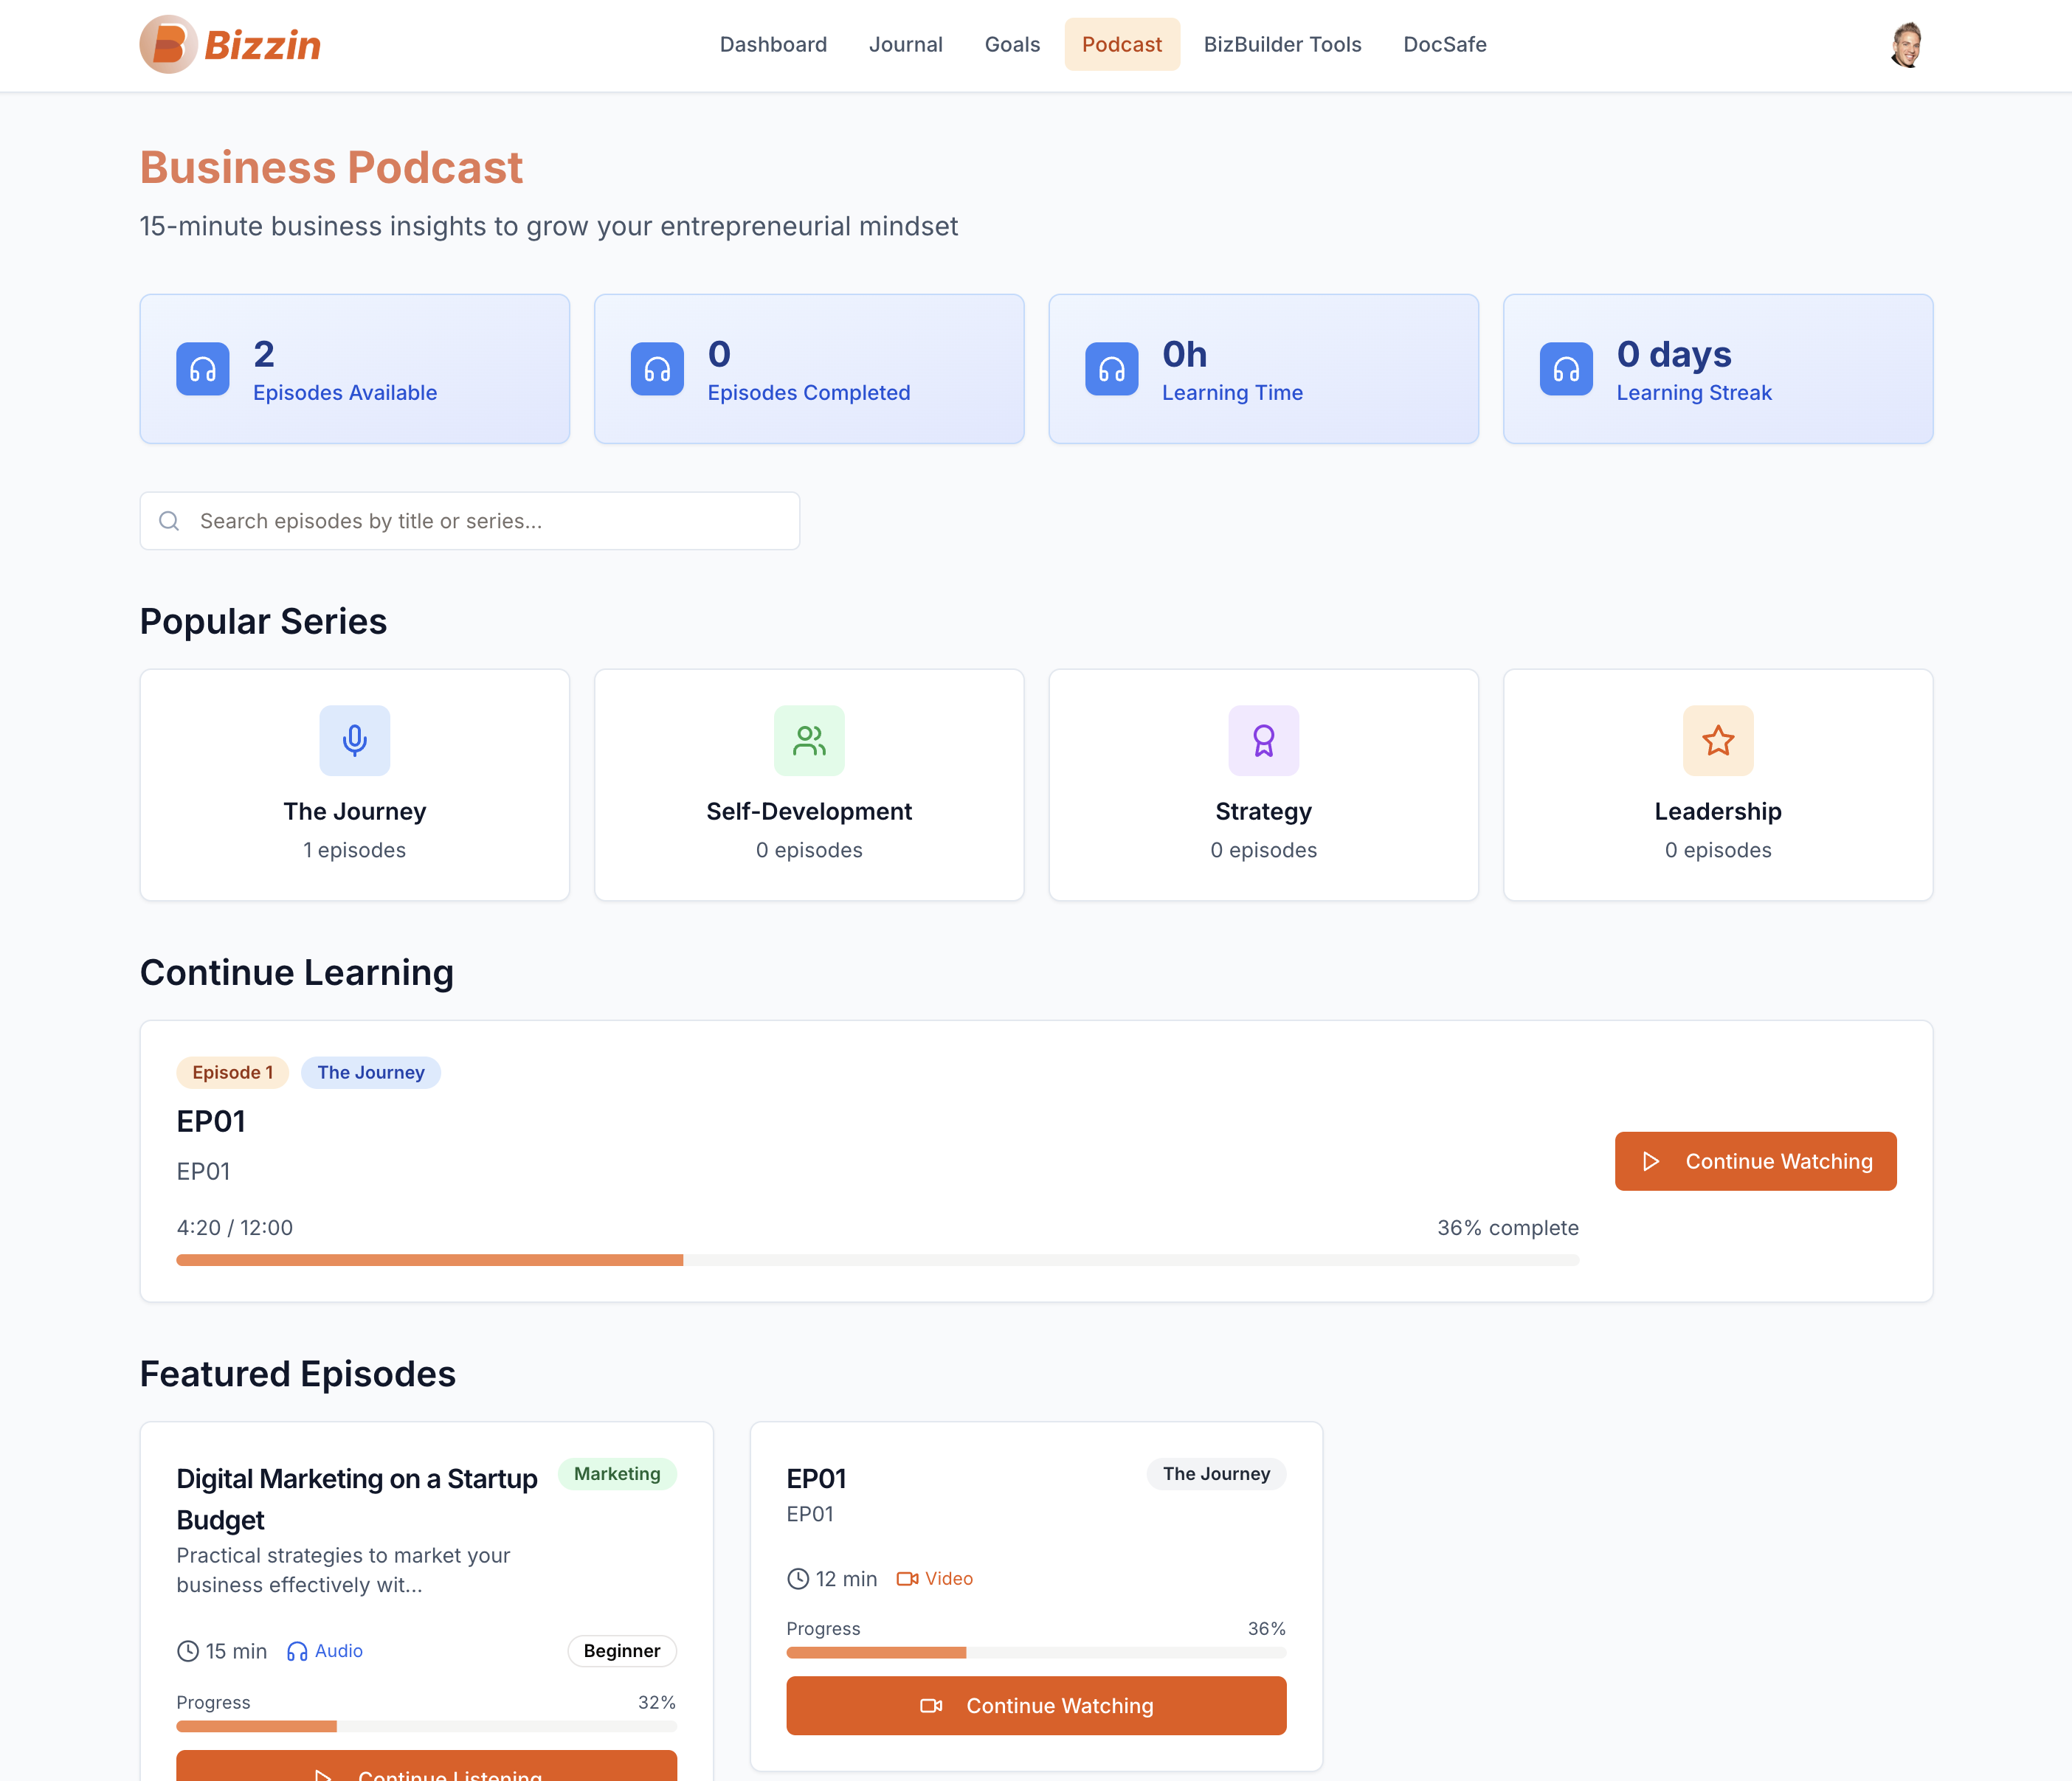 Bizzin
Dashboard
Journal
Goals
Podcast
BizBuilder Tools
DocSafe
Business Podcast
15-minute business insights to grow your entrepreneurial mindset
2
Episodes Available
0
Episodes Completed
0h
Learning Time
0 days
Learning Streak
Search episodes by title or series...
Popular Series
The Journey
1 episodes
Self-Development
0 episodes
Strategy
0 episodes
Leadership
0 episodes
Continue Learning
Episode 1
The Journey
EP01
EP01
4:20 / 12:00
36% complete
Continue Watching
Featured Episodes
Digital Marketing on a Startup
Budget
Marketing
Practical strategies to market your
business effectively wit...
15 min
Audio
Beginner
Progress
32%
Continue Listening
EP01
The Journey
EP01
12 min
Video
Progress
36%
Continue Watching